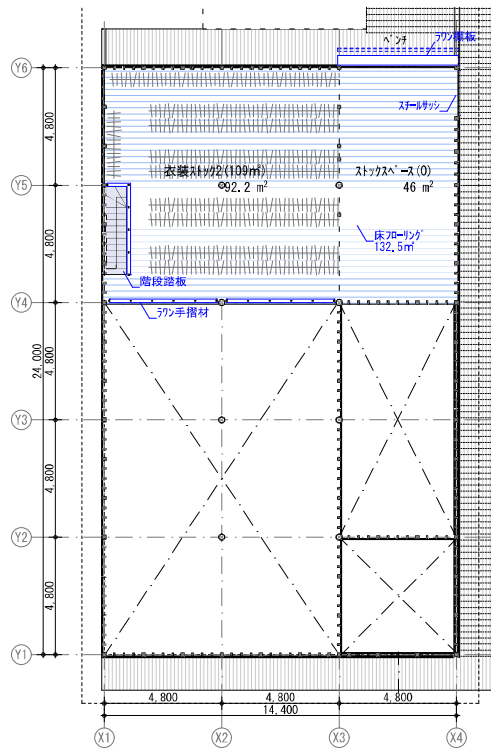 ベンチ
ラワン棚板
スチールサッシ
Y6
4,800
Y5
衣装ストック2(109㎡)
92.2 m²
ストックスペース(0)
46 m²
4,800
床フローリング
132.5㎡
階段踏板
Y4
ラワン手摺材
24,000
4,800
Y3
4,800
Y2
4,800
Y1
4,800
4,800
4,800
14,400
X1
X2
X3
X4